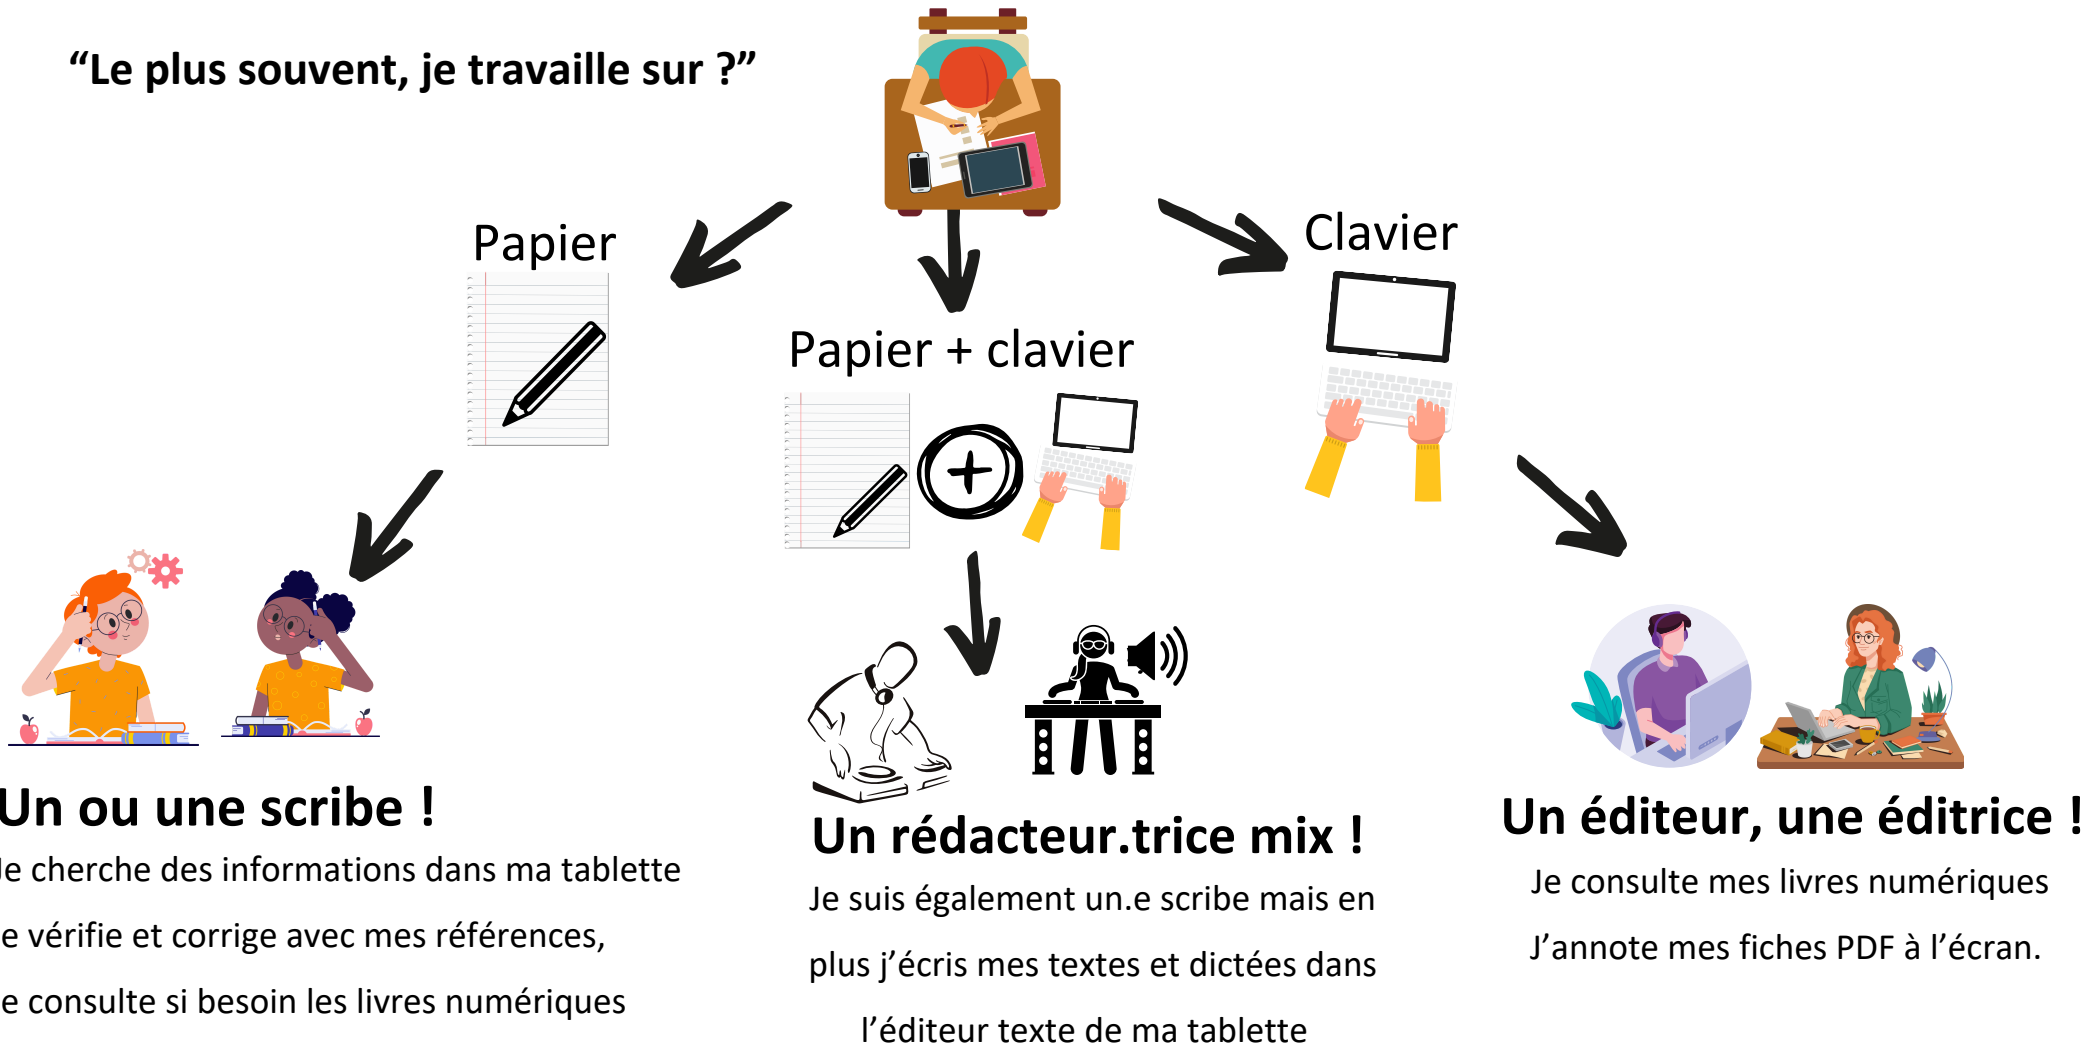 “Le plus souvent, je travaille sur ?”
Papier
Clavier
Papier + clavier
Un ou une scribe !
Je cherche des informations dans ma tablette
e vérifie et corrige avec mes références,
e consulte si besoin les livres numériques
Un rédacteur.trice mix !
Je suis également un.e scribe mais en
plus j’écris mes textes et dictées dans
l’éditeur texte de ma tablette
Un éditeur, une éditrice !
Je consulte mes livres numériques
J’annote mes fiches PDF à l’écran.